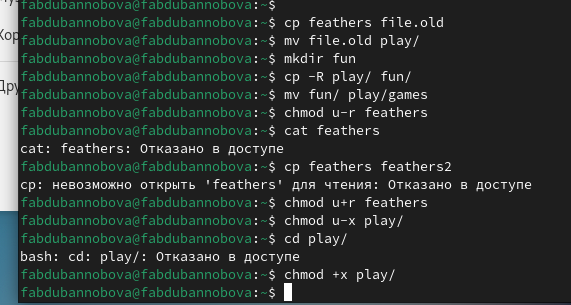 fabdubannobova@fabdubannobova:~$
fabdubannobova@fabdubannobova:~$ cp feathers file.old
fabdubannobova@fabdubannobova:~$ mv file.old play/
fabdubannobova@fabdubannobova:~$ mkdir fun
fabdubannobova@fabdubannobova:~$ cp -R play/ fun/
fabdubannobova@fabdubannobova:~$ mv fun/ play/games
fabdubannobova@fabdubannobova:~$ chmod u-r feathers
fabdubannobova@fabdubannobova:~$ cat feathers
cat: feathers: Отказано в доступе
fabdubannobova@fabdubannobova:~$ cp feathers feathers2
cp: невозможно открыть 'feathers' для чтения: Отказано в доступе
fabdubannobova@fabdubannobova:~$ chmod u+r feathers
fabdubannobova@fabdubannobova:~$ chmod u-x play/
fabdubannobova@fabdubannobova:~$ cd play/
bash: cd: play/: Отказано в доступе
fabdubannobova@fabdubannobova:~$ chmod +x play/
fabdubannobova@fabdubannobova:~$